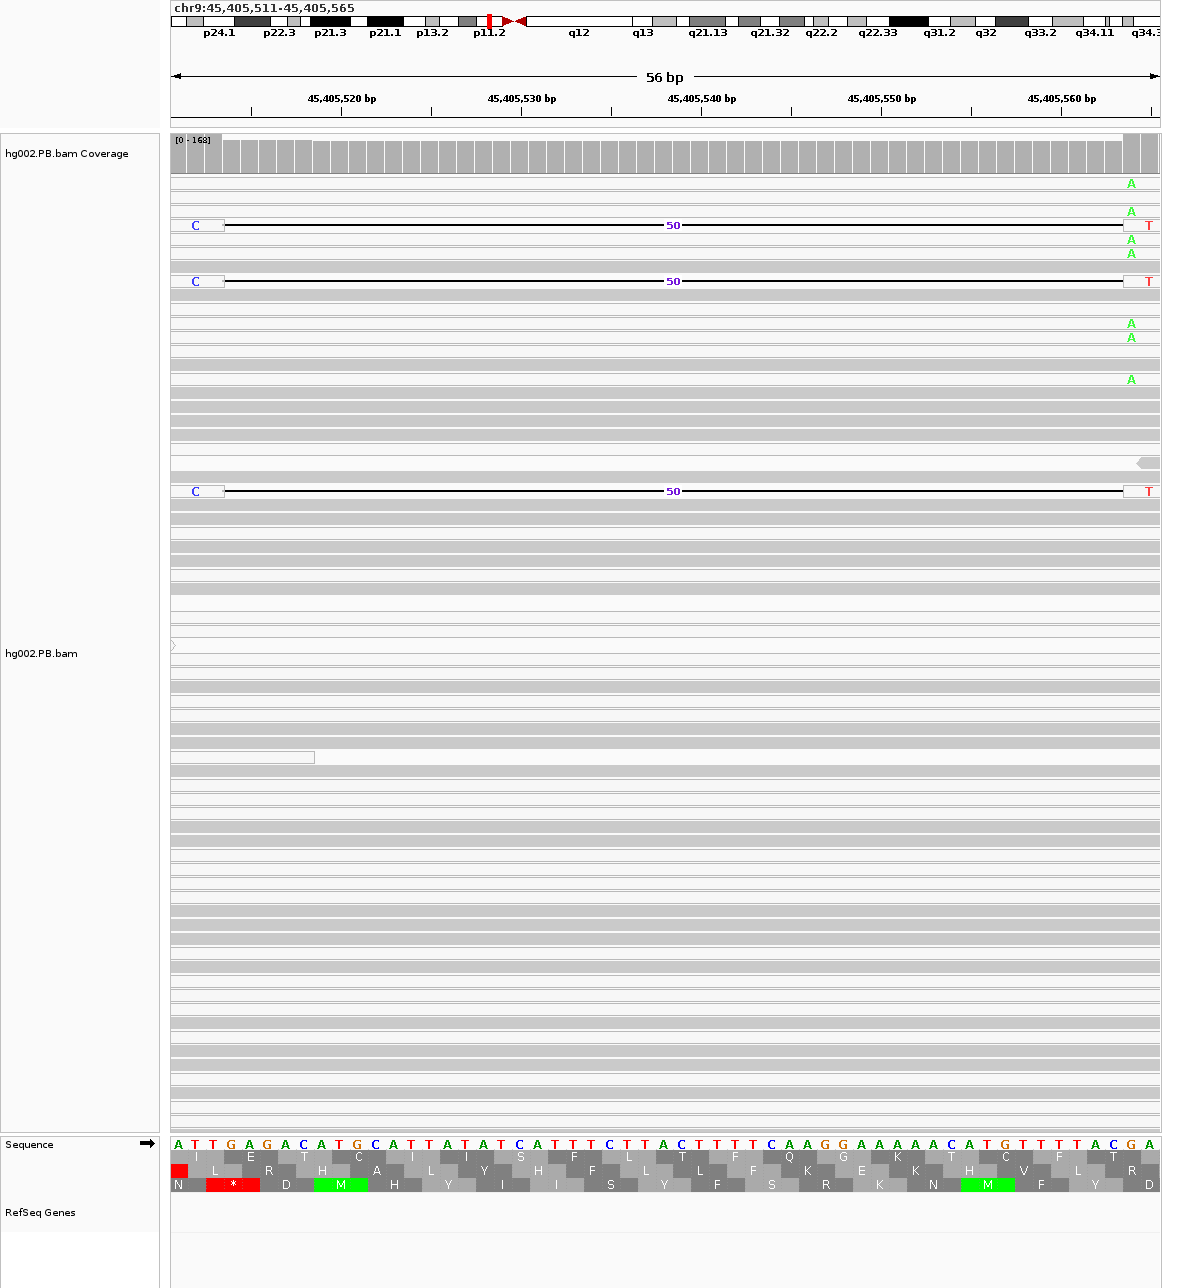 chr9:45,405,511-45,405,565
p24.1 p22.3 p21.3 p21.1 p13.2 p11.2 q12 q13 q21.13 q21.32 q22.2 q22.33 q31.2 q32 q33.2 q34.11 q34.3
56 bp
45,405,520 bp 45,405,530 bp 45,405,540 bp 45,405,550 bp 45,405,560 bp
hg002.PB.bam Coverage
[0 - 168]
A
A
C 50 T
A
A
C 50 T
A
A
A
C 50 T
hg002.PB.bam
Sequence
A T T G A G A C A T G C A T T A T A T C A T T T C T T A C T T T T C A A G G A A A A A C A T G T T T T A C G A
I E T C I I S F L T F Q G K T C F T
L R H A L Y H F L L F K E K H V L R
N * D M H Y I I S Y F S R K N M F Y D
RefSeq Genes